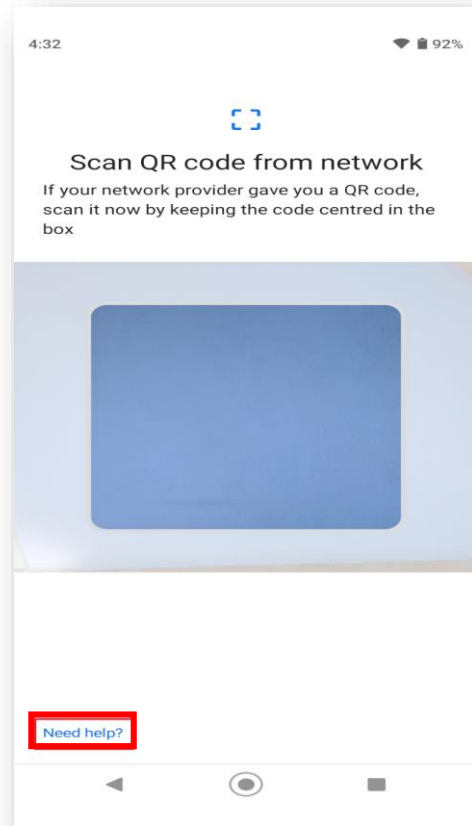 4:32
92%
Scan QR code from network
If your network provider gave you a QR code,
scan it now by keeping the code centred in the
box
Need help?